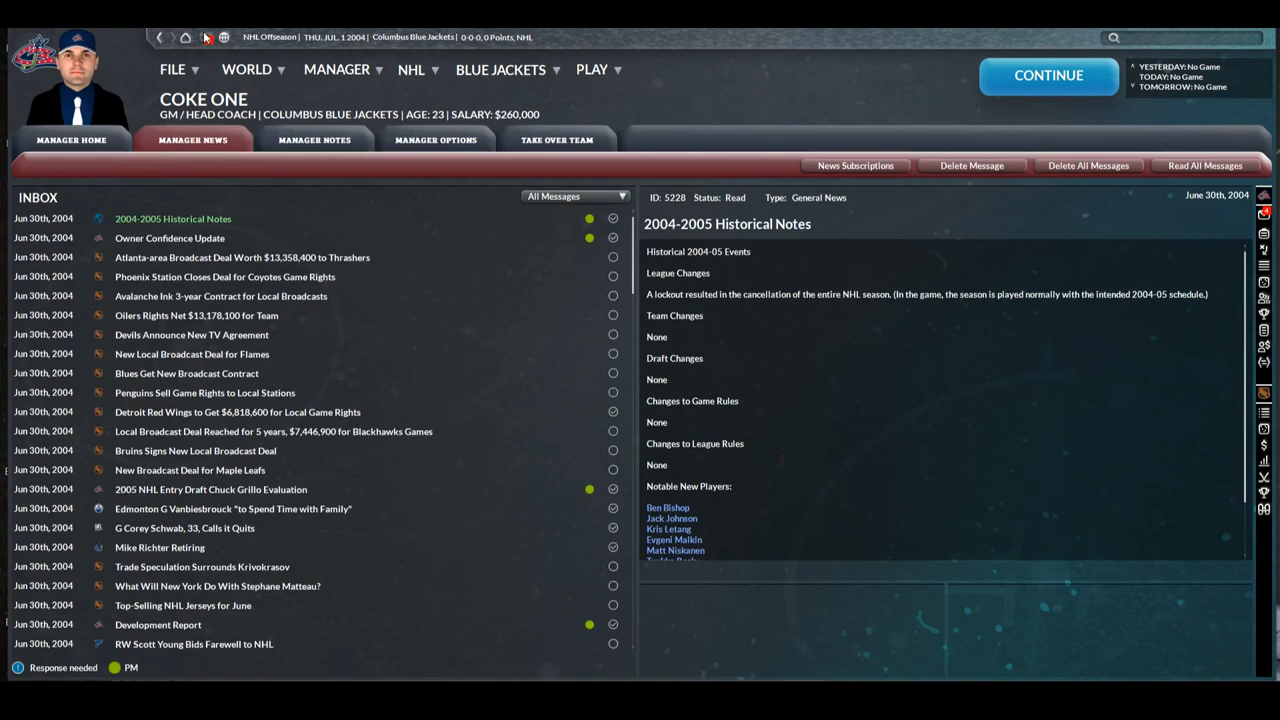 NHL Offseason | THU. JUL. 1 2004 | Columbus Blue Jackets | 0-0-0, 0 Points, NHL
FILE WORLD MANAGER NHL BLUE JACKETS PLAY
CONTINUE
YESTERDAY: No Game
TODAY: No Game
TOMORROW: No Game
COKE ONE
GM / HEAD COACH | COLUMBUS BLUE JACKETS | AGE: 23 | SALARY: $260,000
MANAGER HOME MANAGER NEWS MANAGER NOTES MANAGER OPTIONS TAKE OVER TEAM
News Subscriptions Delete Message Delete All Messages Read All Messages
INBOX All Messages
Jun 30th, 2004 2004-2005 Historical Notes
Jun 30th, 2004 Owner Confidence Update
Jun 30th, 2004 Atlanta-area Broadcast Deal Worth $13,358,400 to Thrashers
Jun 30th, 2004 Phoenix Station Closes Deal for Coyotes Game Rights
Jun 30th, 2004 Avalanche Ink 3-year Contract for Local Broadcasts
Jun 30th, 2004 Oilers Rights Net $13,178,100 for Team
Jun 30th, 2004 Devils Announce New TV Agreement
Jun 30th, 2004 New Local Broadcast Deal for Flames
Jun 30th, 2004 Blues Get New Broadcast Contract
Jun 30th, 2004 Penguins Sell Game Rights to Local Stations
Jun 30th, 2004 Detroit Red Wings to Get $6,818,600 for Local Game Rights
Jun 30th, 2004 Local Broadcast Deal Reached for 5 years, $7,446,900 for Blackhawks Games
Jun 30th, 2004 Bruins Signs New Local Broadcast Deal
Jun 30th, 2004 New Broadcast Deal for Maple Leafs
Jun 30th, 2004 2005 NHL Entry Draft Chuck Grillo Evaluation
Jun 30th, 2004 Edmonton G Vanbiesbrouck "to Spend Time with Family"
Jun 30th, 2004 G Corey Schwab, 33, Calls it Quits
Jun 30th, 2004 Mike Richter Retiring
Jun 30th, 2004 Trade Speculation Surrounds Krivokrasov
Jun 30th, 2004 What Will New York Do With Stephane Matteau?
Jun 30th, 2004 Top-Selling NHL Jerseys for June
Jun 30th, 2004 Development Report
Jun 30th, 2004 RW Scott Young Bids Farewell to NHL
Response needed PM
ID: 5228 Status: Read Type: General News June 30th, 2004
2004-2005 Historical Notes
Historical 2004-05 Events
League Changes
A lockout resulted in the cancellation of the entire NHL season. (In the game, the season is played normally with the intended 2004-05 schedule.)
Team Changes
None
Draft Changes
None
Changes to Game Rules
None
Changes to League Rules
None
Notable New Players:
Ben Bishop
Jack Johnson
Kris Letang
Evgeni Malkin
Matt Niskanen